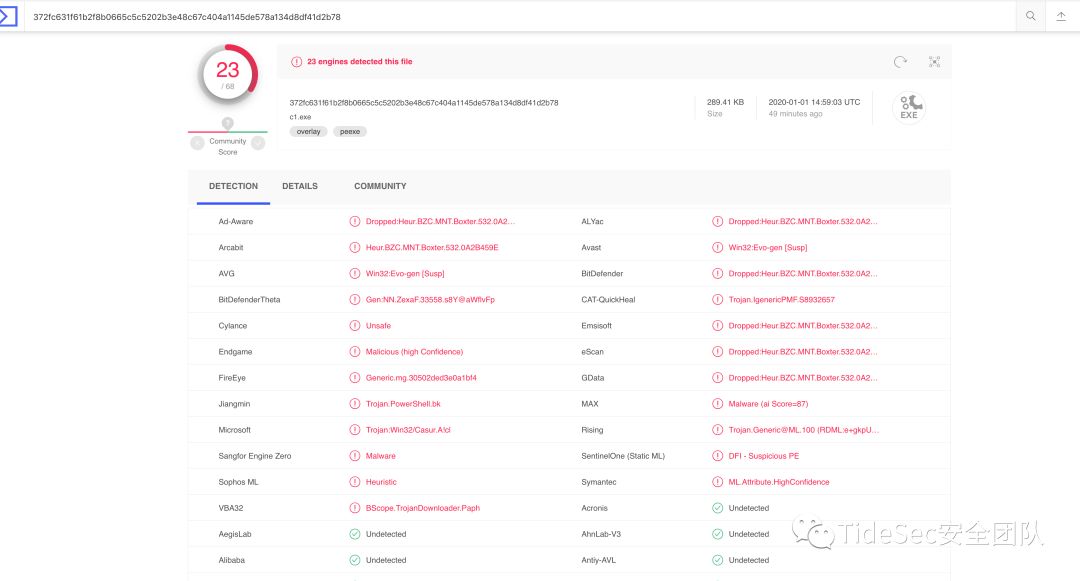 372fc631f61b2f8b0665c5c5202b3e48c67c404a1145de578a134d8df41d2b78
23
/ 68
23 engines detected this file
372fc631f61b2f8b0665c5c5202b3e48c67c404a1145de578a134d8df41d2b78
c1.exe
overlay peexe
289.41 KB
Size
2020-01-01 14:59:03 UTC
49 minutes ago
EXE
?
Community
Score
DETECTION DETAILS COMMUNITY
Ad-Aware Dropped:Heur.BZC.MNT.Boxter.532.0A2... ALYac Dropped:Heur.BZC.MNT.Boxter.532.0A2...
Arcabit Heur.BZC.MNT.Boxter.532.0A2B459E Avast Win32:Evo-gen [Susp]
AVG Win32:Evo-gen [Susp] BitDefender Dropped:Heur.BZC.MNT.Boxter.532.0A2...
BitDefenderTheta Gen:NN.ZexaF.33558.s8Y@aWflvFp CAT-QuickHeal Trojan.IgenericPMF.S8932657
Cylance Unsafe Emsisoft Dropped:Heur.BZC.MNT.Boxter.532.0A2...
Endgame Malicious (high Confidence) eScan Dropped:Heur.BZC.MNT.Boxter.532.0A2...
FireEye Generic.mg.30502ded3e0a1bf4 GData Dropped:Heur.BZC.MNT.Boxter.532.0A2...
Jiangmin Trojan:PowerShell.bk MAX Malware (ai Score=87)
Microsoft Trojan:Win32/Casur.A!cl Rising Trojan.Generic@ML.100 (RDML:e+gkpU...
Sangfor Engine Zero Malware SentinelOne (Static ML) DFI - Suspicious PE
Sophos ML Heuristic Symantec ML.Attribute.HighConfidence
VBA32 BScope.TrojanDownloader.Paph Acronis Undetected
AegisLab Undetected AhnLab-V3 Undetected
Alibaba Undetected Antiy-AVL Undetected
TideSec安全团队